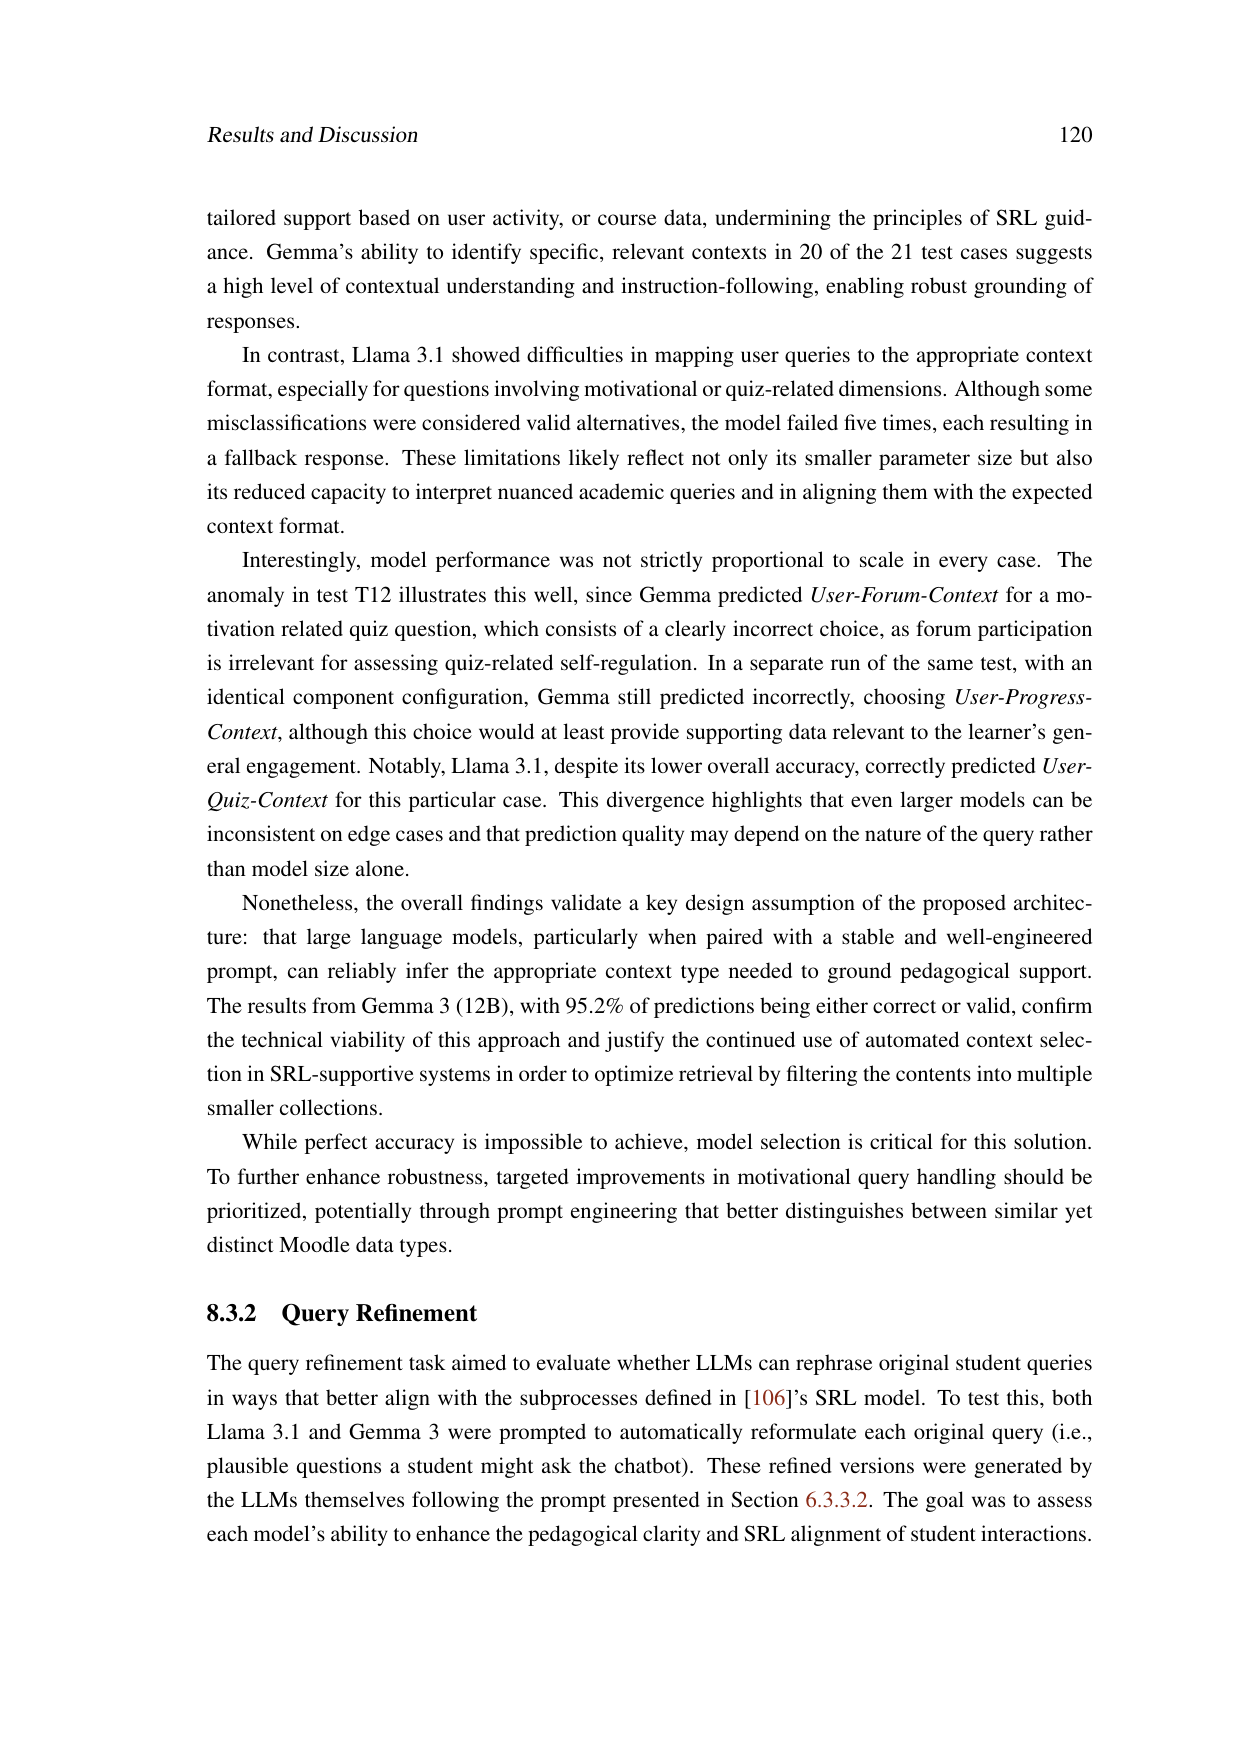 Results and Discussion 120
tailored support based on user activity, or course data, undermining the principles of SRL guid-
ance. Gemma's ability to identify specific, relevant contexts in 20 of the 21 test cases suggests
a high level of contextual understanding and instruction-following, enabling robust grounding of
responses.
In contrast, Llama 3.1 showed difficulties in mapping user queries to the appropriate context
format, especially for questions involving motivational or quiz-related dimensions. Although some
misclassifications were considered valid alternatives, the model failed five times, each resulting in
a fallback response. These limitations likely reflect not only its smaller parameter size but also
its reduced capacity to interpret nuanced academic queries and in aligning them with the expected
context format.
Interestingly, model performance was not strictly proportional to scale in every case. The
anomaly in test T12 illustrates this well, since Gemma predicted User-Forum-Context for a mo-
tivation related quiz question, which consists of a clearly incorrect choice, as forum participation
is irrelevant for assessing quiz-related self-regulation. In a separate run of the same test, with an
identical component configuration, Gemma still predicted incorrectly, choosing User-Progress-
Context, although this choice would at least provide supporting data relevant to the learner's gen-
eral engagement. Notably, Llama 3.1, despite its lower overall accuracy, correctly predicted User-
Quiz-Context for this particular case. This divergence highlights that even larger models can be
inconsistent on edge cases and that prediction quality may depend on the nature of the query rather
than model size alone.
Nonetheless, the overall findings validate a key design assumption of the proposed architec-
ture: that large language models, particularly when paired with a stable and well-engineered
prompt, can reliably infer the appropriate context type needed to ground pedagogical support.
The results from Gemma 3 (12B), with 95.2% of predictions being either correct or valid, confirm
the technical viability of this approach and justify the continued use of automated context selec-
tion in SRL-supportive systems in order to optimize retrieval by filtering the contents into multiple
smaller collections.
While perfect accuracy is impossible to achieve, model selection is critical for this solution.
To further enhance robustness, targeted improvements in motivational query handling should be
prioritized, potentially through prompt engineering that better distinguishes between similar yet
distinct Moodle data types.
8.3.2 Query Refinement
The query refinement task aimed to evaluate whether LLMs can rephrase original student queries
in ways that better align with the subprocesses defined in [106]'s SRL model. To test this, both
Llama 3.1 and Gemma 3 were prompted to automatically reformulate each original query (i.e.,
plausible questions a student might ask the chatbot). These refined versions were generated by
the LLMs themselves following the prompt presented in Section 6.3.3.2. The goal was to assess
each model's ability to enhance the pedagogical clarity and SRL alignment of student interactions.